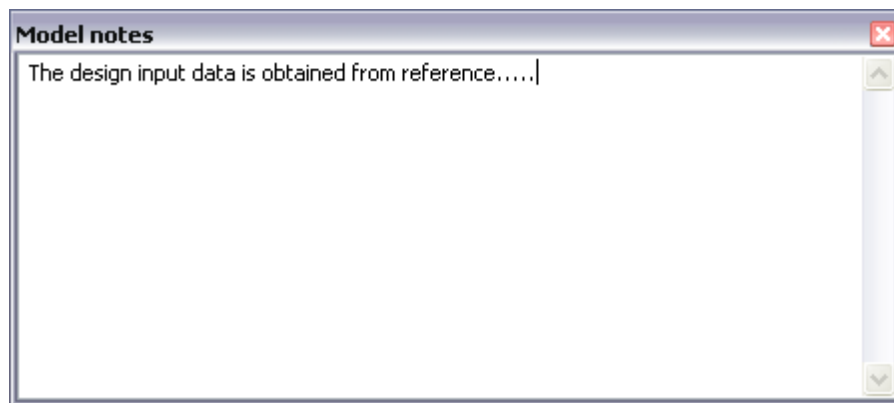 Model notes
The design input data is obtained from reference.....